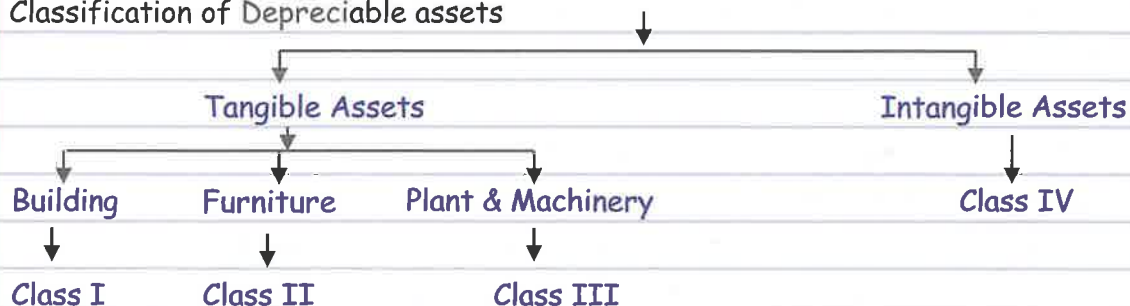 Classification of Depreciable assets
Tangible Assets Intangible Assets
Building Furniture Plant & Machinery Class IV
Class I Class II Class III